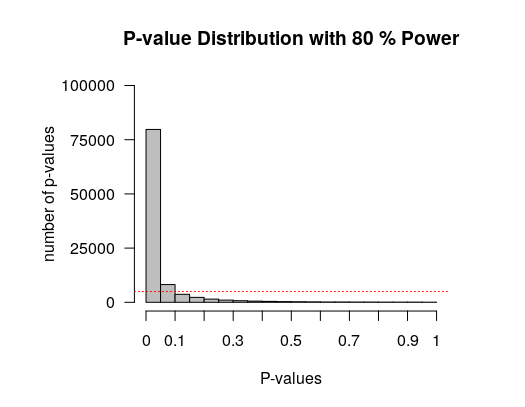 P-value Distribution with 80 % Power
number of p-values
100000
75000
50000
25000
0
0 0.1 0.3 0.5 0.7 0.9 1
P-values